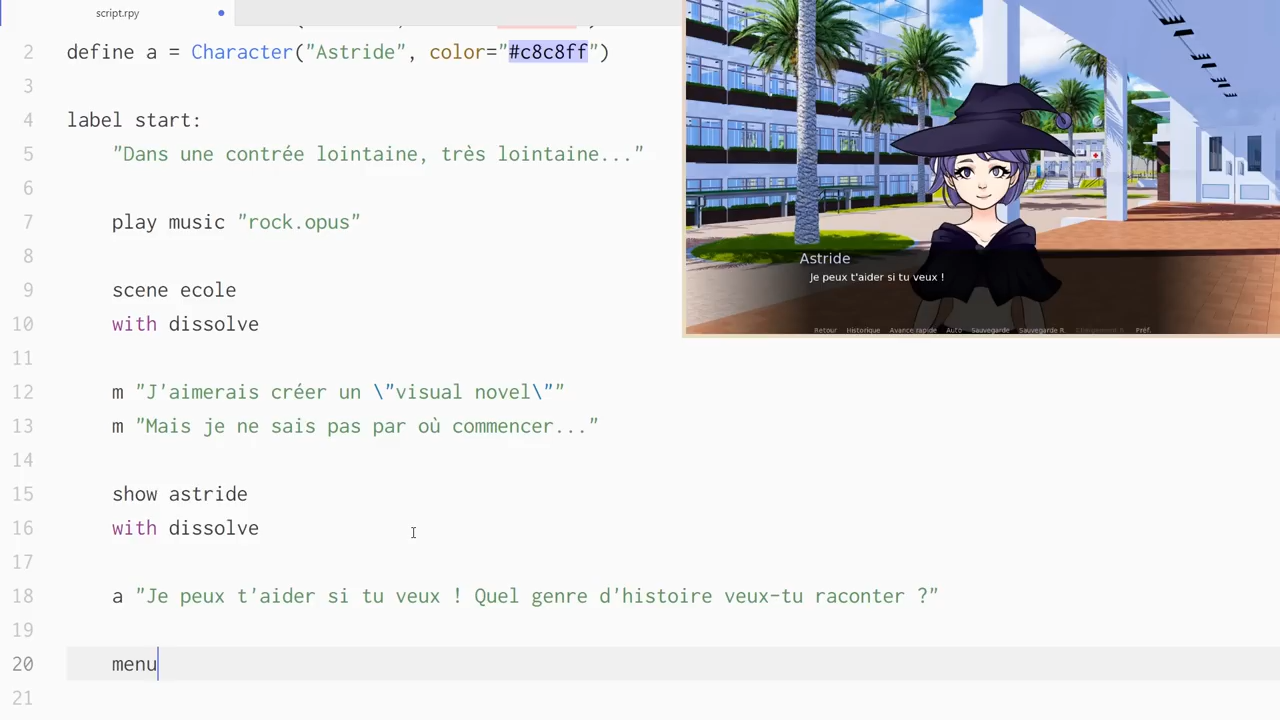 script.rpy
2 define a = Character("Astride", color="#c8c8ff")
3
4 label start:
5 "Dans une contrée lointaine, très lointaine..."
6
7 play music "rock.opus"
8
9 scene ecole
10 with dissolve
11
12 m "J'aimerais créer un \"visual novel\""
13 m "Mais je ne sais pas par où commencer..."
14
15 show astride
16 with dissolve
17
18 a "Je peux t'aider si tu veux ! Quel genre d'histoire veux-tu raconter ?"
19
20 menu
21
Astride
Je peux t'aider si tu veux !
Retour Historique Avance rapide Auto Sauvegarde Sauvegarde R. Chargement R. Préf.